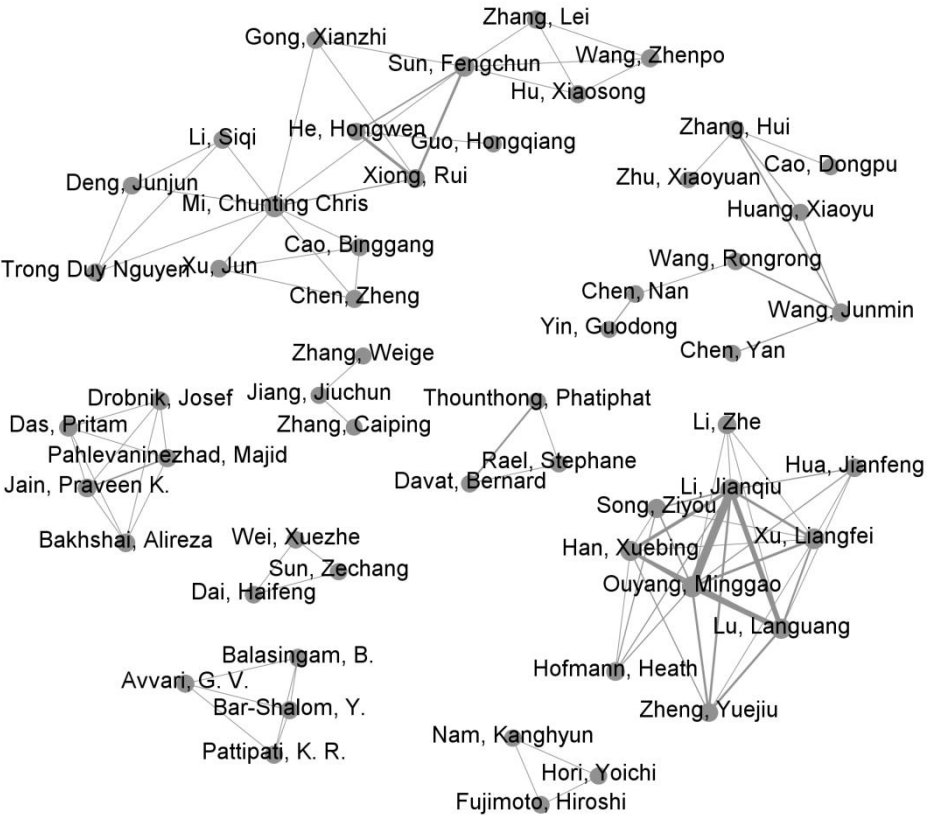 Zhang, Lei
Gong, Xianzhi
Wang, Zhenpo
Sun, Fengchun
Hu, Xiaosong
He, Hongwen
Li, Siqi
Guo, Hongqiang
Xiong, Rui
Deng, Junjun
Mi, Chunting Chris
Cao, Binggang
Trong Duy Nguyen
Xu, Jun
Chen, Zheng
Zhang, Hui
Cao, Dongpu
Zhu, Xiaoyuan
Huang, Xiaoyu
Wang, Rongrong
Chen, Nan
Wang, Junmin
Yin, Guodong
Chen, Yan
Zhang, Weige
Jiang, Jiuchun
Zhang, Caiping
Drobnik, Josef
Das, Pritam
Pahlevaninezhad, Majid
Jain, Praveen K.
Bakhshai, Alireza
Thounthong, Phatiphat
Rael, Stephane
Davat, Bernard
Li, Zhe
Hua, Jianfeng
Li, Jianqiu
Song, Ziyou
Xu, Liangfei
Han, Xuebing
Ouyang, Minggao
Lu, Languang
Hofmann, Heath
Zheng, Yuejiu
Wei, Xuezhe
Sun, Zechang
Dai, Haifeng
Balasingam, B.
Avvari, G. V.
Bar-Shalom, Y.
Pattipati, K. R.
Nam, Kanghyun
Hori, Yoichi
Fujimoto, Hiroshi